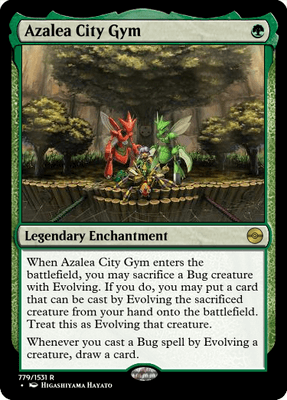 Azalea City Gym
Legendary Enchantment
When Azalea City Gym enters the
battlefield, you may sacrifice a Bug creature
with Evolving. If you do, you may put a card
that can be cast by Evolving the sacrificed
creature from your hand onto the battlefield.
Treat this as Evolving that creature.
Whenever you cast a Bug spell by Evolving a
creature, draw a card.
779/1531 R
• HIGASHIYAMA HAYATO